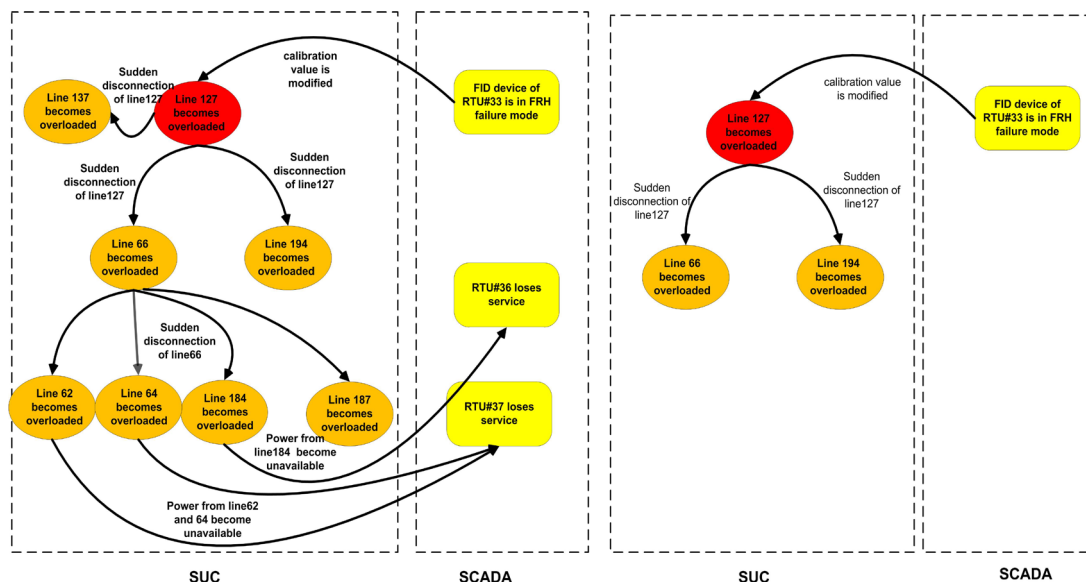 calibration
value is
modified
FID device of
RTU#33 is in FRH
failure mode
Sudden
disconnection
of line127
Line 137
becomes
overloaded
Line 127
becomes
overloaded
Sudden
disconnection
of line127
Sudden
disconnection
of line127
Line 66
becomes
overloaded
Line 194
becomes
overloaded
RTU#36 loses
service
Sudden
disconnection
of line66
Line 62
becomes
overloaded
Line 64
becomes
overloaded
Line 184
becomes
overloaded
Line 187
becomes
overloaded
RTU#37 loses
service
Power from
line184 become
unavailable
Power from line62
and 64 become
unavailable
SUC
SCADA
calibration value
is modified
FID device of
RTU#33 is in FRH
failure mode
Line 127
becomes
overloaded
Sudden
disconnection of
line127
Sudden
disconnection of
line127
Line 66
becomes
overloaded
Line 194
becomes
overloaded
SUC
SCADA